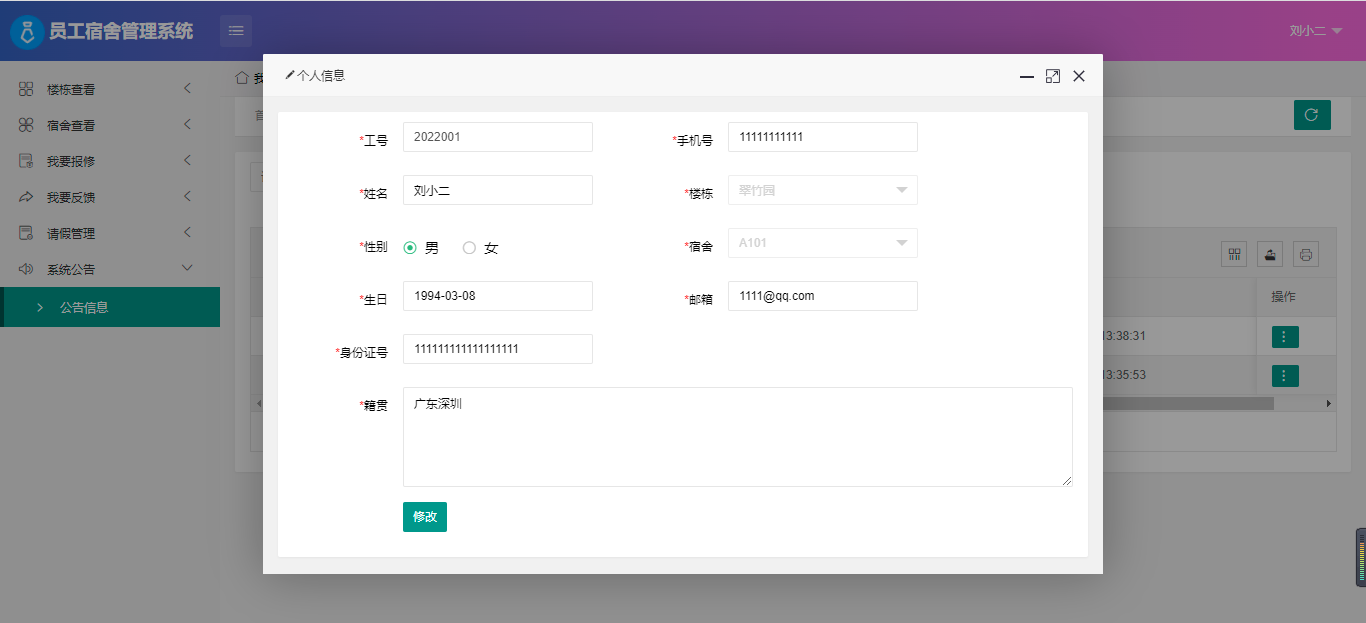 员工宿舍管理系统
刘小二
楼栋查看
宿舍查看
我要报修
我要反馈
请假管理
系统公告
公告信息
我
首
个人信息
*工号 2022001 *手机号 11111111111
*姓名 刘小二 *楼栋 翠竹园
*性别 男 女 *宿舍 A101
*生日 1994-03-08 *邮箱 1111@qq.com
*身份证号 111111111111111111
*籍贯 广东深圳
修改
操作
13:38:31
13:35:53